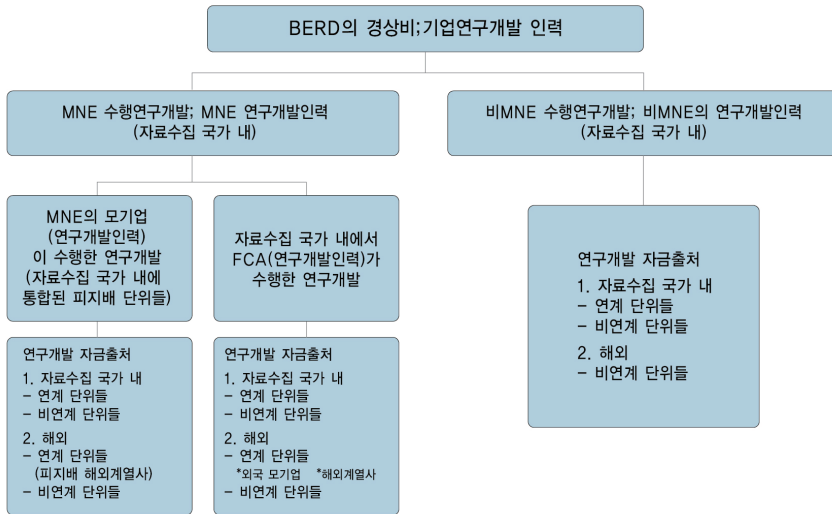 BERD의 경상비;기업연구개발 인력
MNE 수행연구개발; MNE 연구개발인력
(자료수집 국가 내)
비MNE 수행연구개발; 비MNE의 연구개발인력
(자료수집 국가 내)
MNE의 모기업
(연구개발인력)
이 수행한 연구개발
(자료수집 국가 내에
통합된 피지배 단위들)
자료수집 국가 내에서
FCA(연구개발인력)가
수행한 연구개발
연구개발 자금출처
1. 자료수집 국가 내
- 연계 단위들
- 비연계 단위들
2. 해외
- 연계 단위들
(피지배 해외계열사)
- 비연계 단위들
연구개발 자금출처
1. 자료수집 국가 내
- 연계 단위들
- 비연계 단위들
2. 해외
- 연계 단위들
*외국 모기업 *해외계열사
- 비연계 단위들
연구개발 자금출처
1. 자료수집 국가 내
- 연계 단위들
- 비연계 단위들
2. 해외
- 비연계 단위들